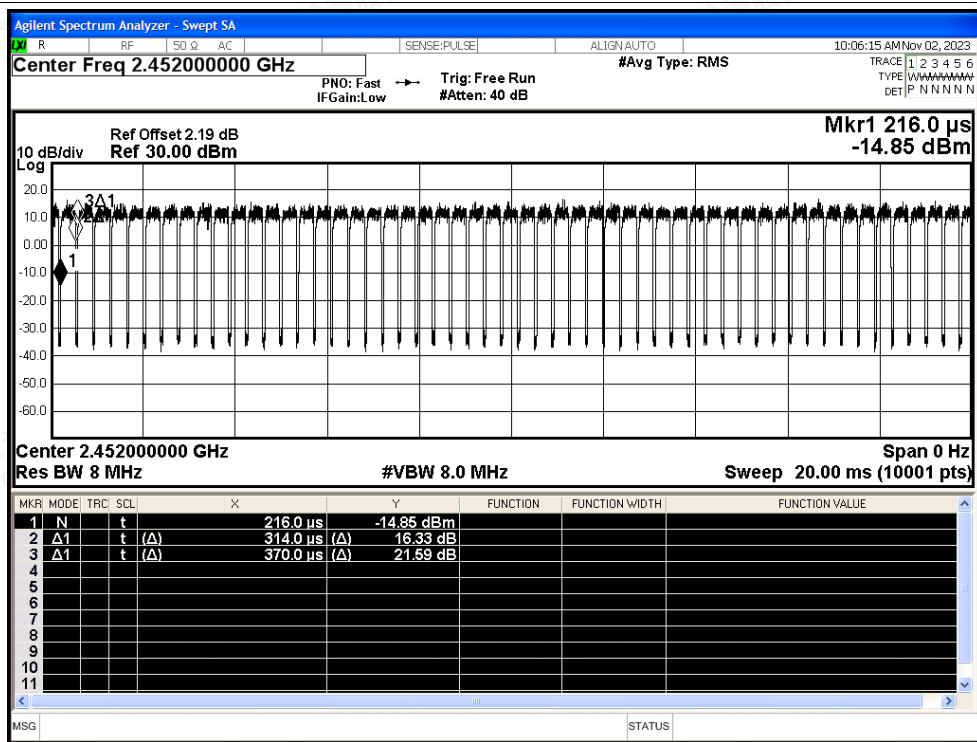 Agilent Spectrum Analyzer - Swept SA
LXI R RF 50 Ω AC SENSE:PULSE ALIGN AUTO 10:06:15 AM Nov 02, 2023
Center Freq 2.452000000 GHz
PNO: Fast
IFGain:Low
Trig: Free Run
#Atten: 40 dB
#Avg Type: RMS
TRACE 1 2 3 4 5 6
TYPE
DET P N N N N N
Ref Offset 2.19 dB
10 dB/div Ref 30.00 dBm
Log
Mkr1 216.0 µs
-14.85 dBm
20.0
10.0
0.00
-10.0
-20.0
-30.0
-40.0
-50.0
-60.0
3Δ1
1
Center 2.452000000 GHz Span 0 Hz
Res BW 8 MHz #VBW 8.0 MHz Sweep 20.00 ms (10001 pts)
MKR MODE TRC SCL X Y FUNCTION FUNCTION WIDTH FUNCTION VALUE
1 N t 216.0 µs -14.85 dBm
2 Δ1 t (Δ) 314.0 µs (Δ) 16.33 dB
3 Δ1 t (Δ) 370.0 µs (Δ) 21.59 dB
4
5
6
7
8
9
10
11
MSG STATUS